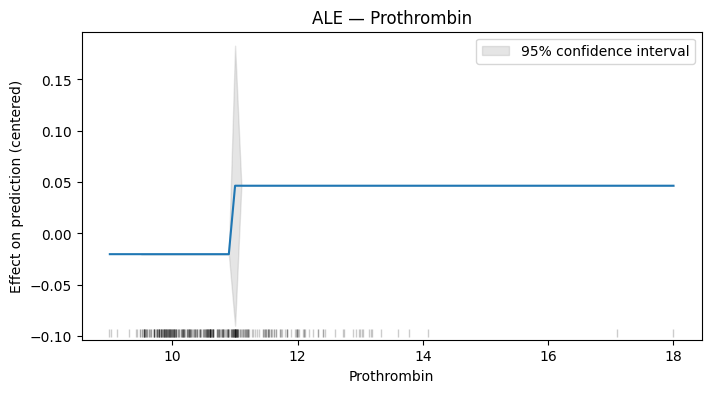 ALE — Prothrombin
95% confidence interval
Effect on prediction (centered)
0.15
0.10
0.05
0.00
−0.05
−0.10
10
12
14
16
18
Prothrombin